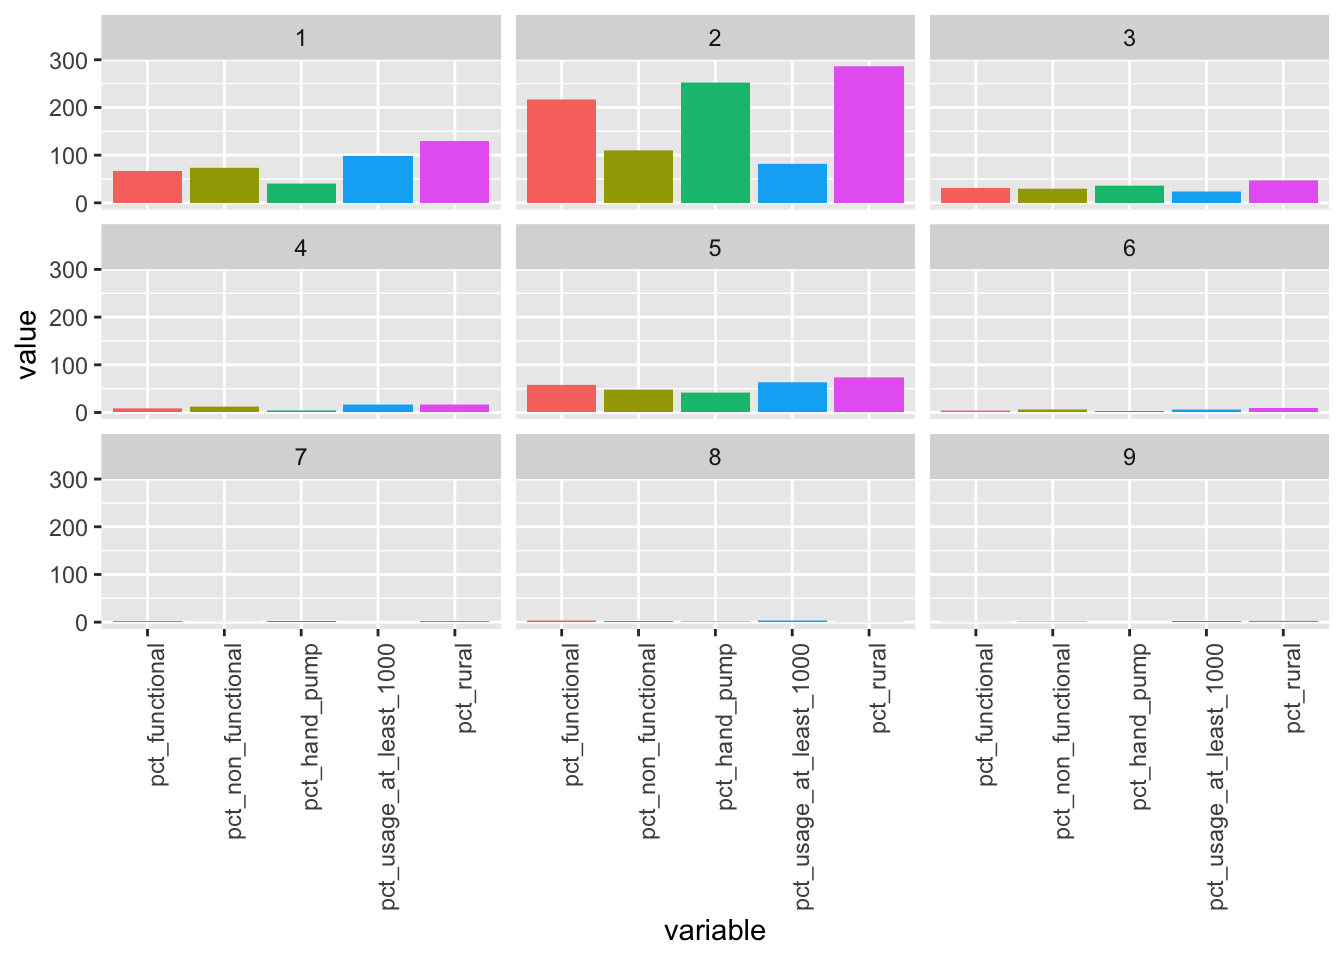 1 2 3
300
200
100
0
4 5 6
300
200
100
0
value
7 8 9
300
200
100
0
pct_functional
pct_non_functional
pct_hand_pump
pct_usage_at_least_1000
pct_rural
pct_functional
pct_non_functional
pct_hand_pump
pct_usage_at_least_1000
pct_rural
pct_functional
pct_non_functional
pct_hand_pump
pct_usage_at_least_1000
pct_rural
variable